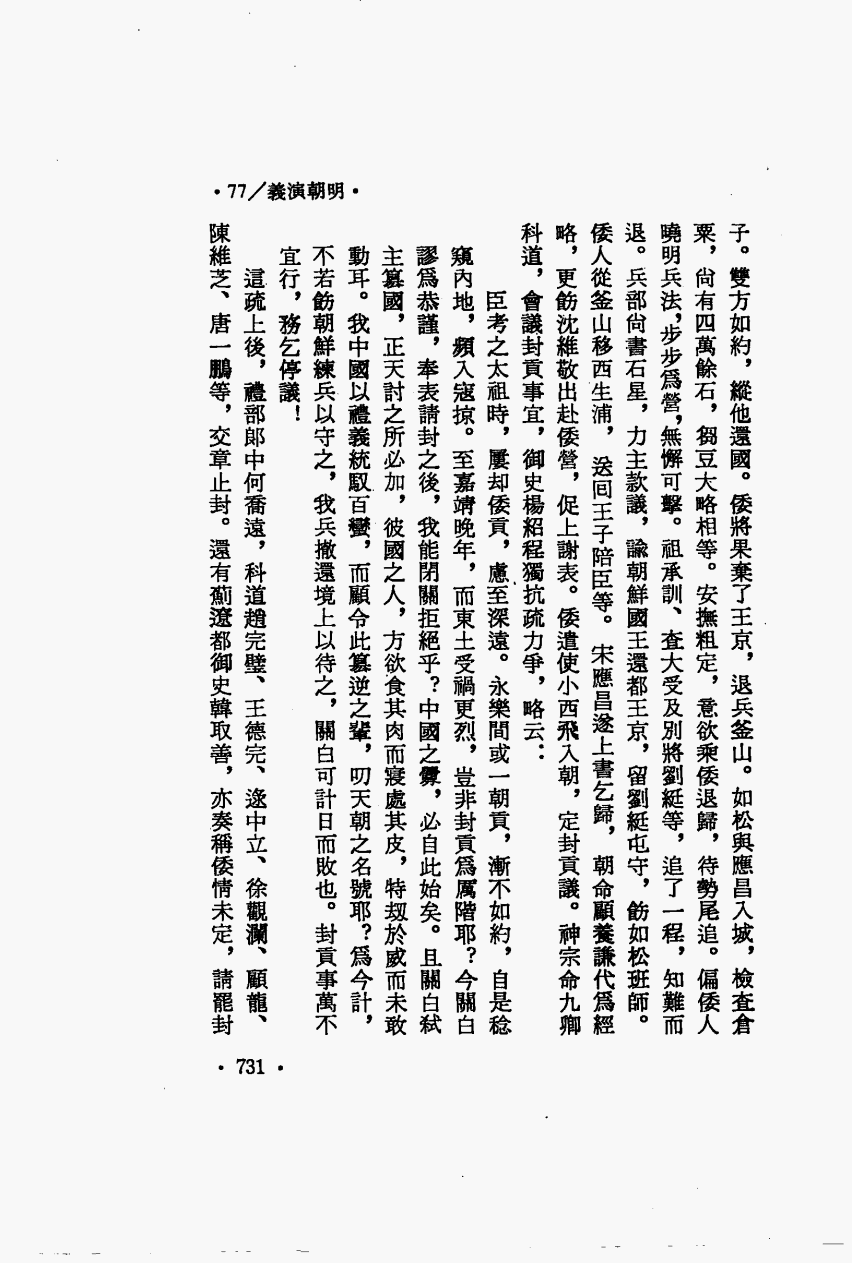 •77／義演朝明•
子。雙方如約，縱他還國。倭將果棄了王京，退兵釜山。如松與應昌入城，檢查倉
粟，尚有四萬餘石，芻豆大略相等。安撫粗定，意欲乘倭退歸，待勢尾追。偏倭人
曉明兵法，步步爲營，無懈可擊。祖承訓、查大受及別將劉綎等，追了一程，知難而
退。兵部尚書石星，力主款議，諭朝鮮國王還都王京，留劉綎屯守，飭如松班師。
倭人從釜山移西生浦，送回王子陪臣等。宋應昌遂上書乞歸，朝命顧養謙代爲經
略，更飭沈維敬出赴倭營，促上謝表。倭遣使小西飛入朝，定封貢議。神宗命九卿
科道，會議封貢事宜，御史楊紹程獨抗疏力爭，略云：
臣考之太祖時，屢却倭貢，慮至深遠。永樂間或一朝貢，漸不如約，自是稔
窺內地，頻入寇掠。至嘉靖晚年，而東土受禍更烈，豈非封貢爲厲階耶？今關白
謬爲恭謹，奉表請封之後，我能閉關拒絕乎？中國之釁，必自此始矣。且關白弒
主簒國，正天討之所必加，彼國之人，方欲食其肉而寢處其皮，特刼於威而未敢
動耳。我中國以禮義統馭百蠻，而顧令此簒逆之輩，叨天朝之名號耶？爲今計，
不若飭朝鮮練兵以守之，我兵撤還境上以待之，關白可計日而敗也。封貢事萬不
宜行，務乞停議！
這疏上後，禮部郞中何喬遠，科道趙完璧、王德完、逯中立、徐觀瀾、顧龍、
陳維芝、唐一鵬等，交章止封。還有薊遼都御史韓取善，亦奏稱倭情未定，請罷封
•731•